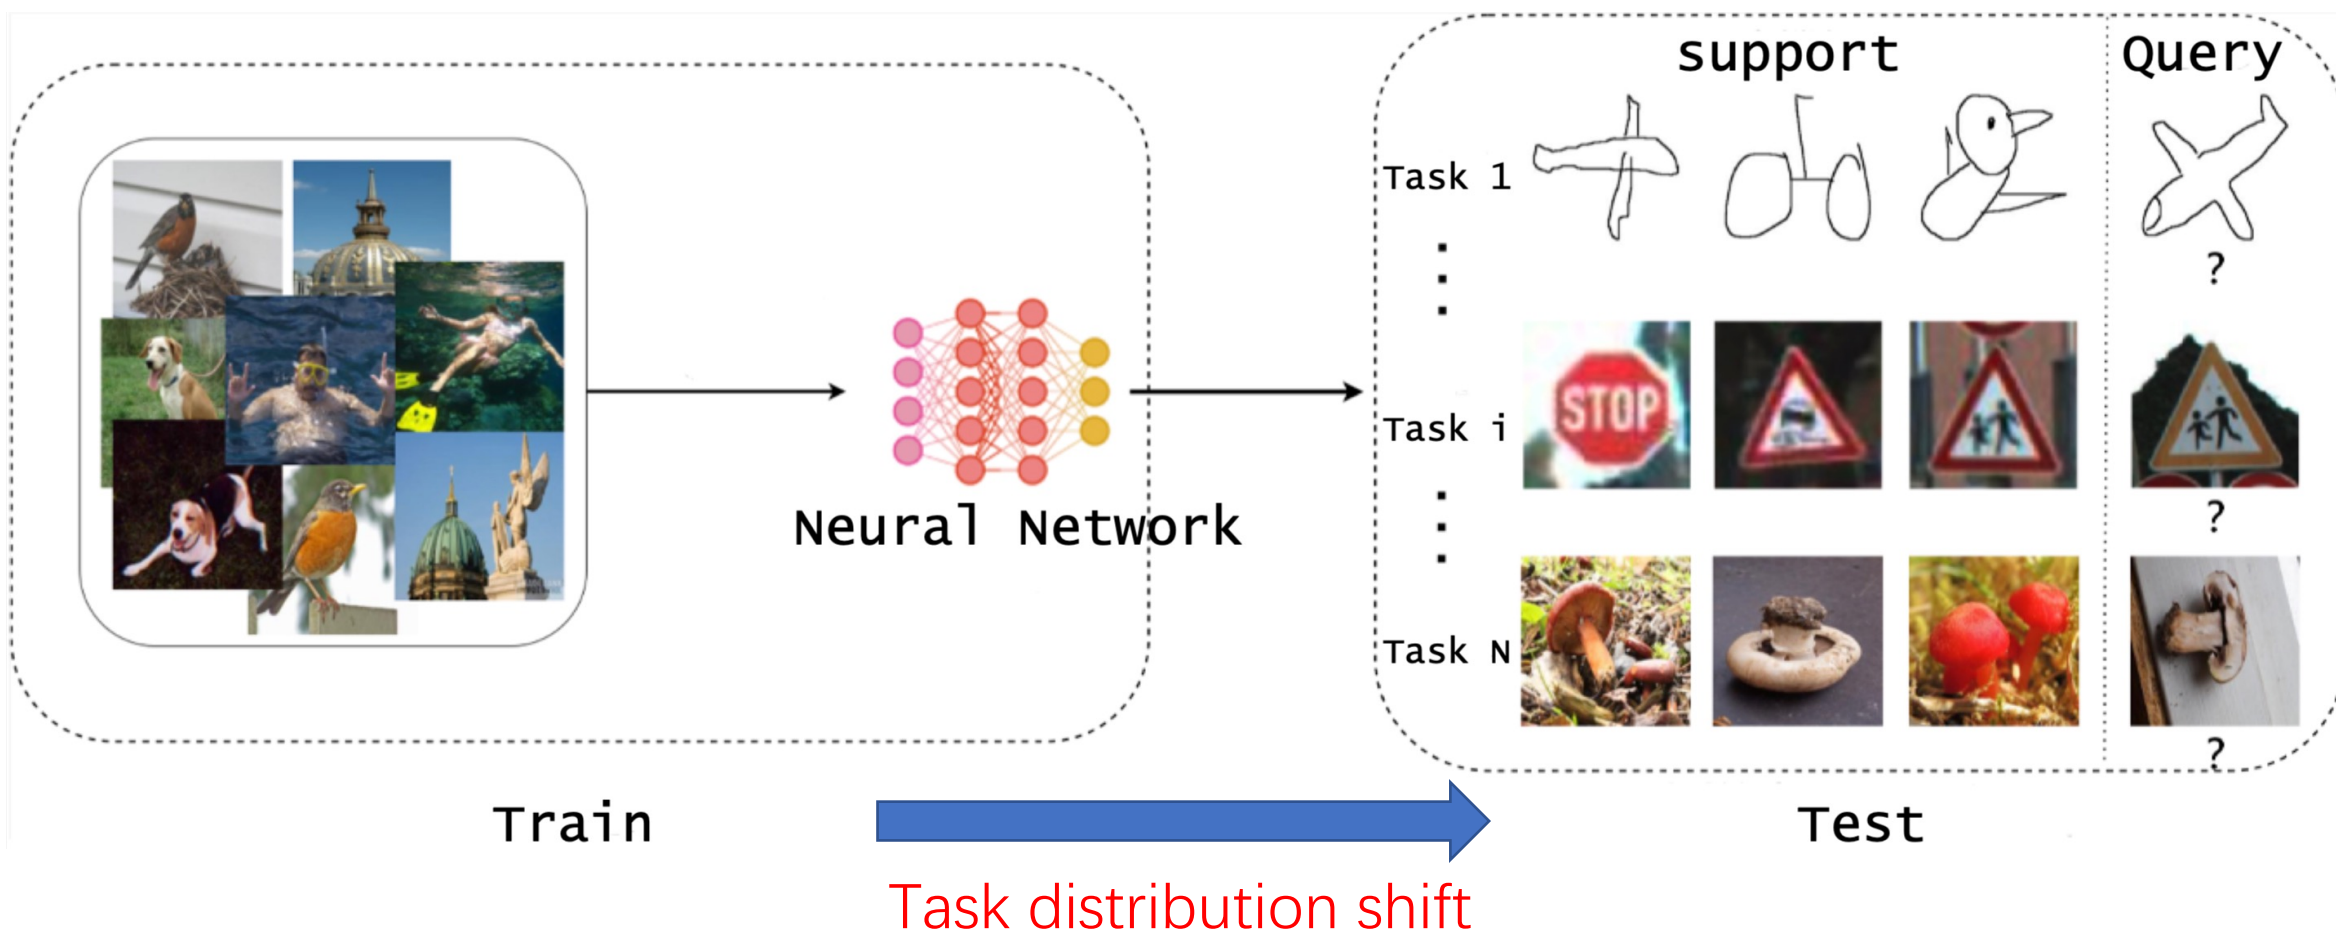 support
Query
Task 1
?
STOP
Task i
?
Neural Network
Task N
?
Train
Test
Task distribution shift